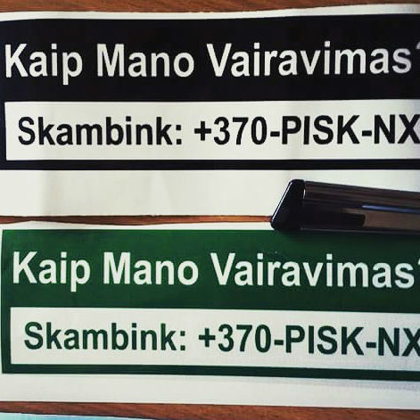 Kaip Mano Vairavimas?
Skambink: +370-PISK-NX
Kaip Mano Vairavimas?
Skambink: +370-PISK-NX